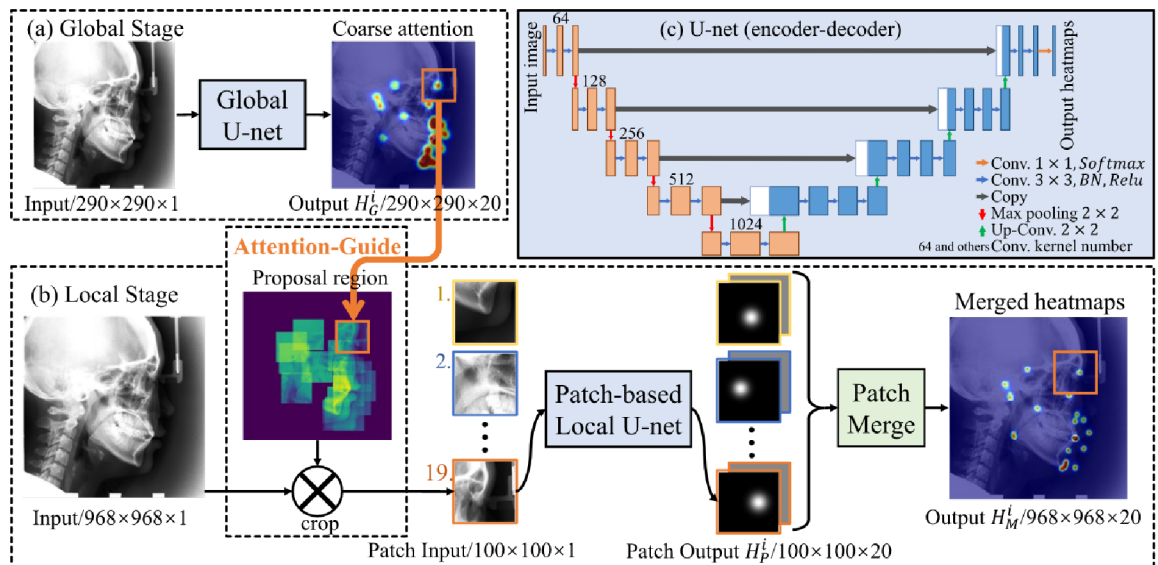 (a) Global Stage
Coarse attention
Global
U-net
Input/290×290×1
Output H_G^i/290×290×20
(c) U-net (encoder-decoder)
Input image
64
128
256
512
1024
Output heatmaps
Conv. 1 × 1, Softmax
Conv. 3 × 3, BN, Relu
Copy
Max pooling 2 × 2
Up-Conv. 2 × 2
64 and others Conv. kernel number
Attention-Guide
Proposal region
crop
(b) Local Stage
Input/968×968×1
1.
2.
19.
Patch Input/100×100×1
Patch-based
Local U-net
Patch Output H_P^i/100×100×20
Patch
Merge
Merged heatmaps
Output H_M^i/968×968×20